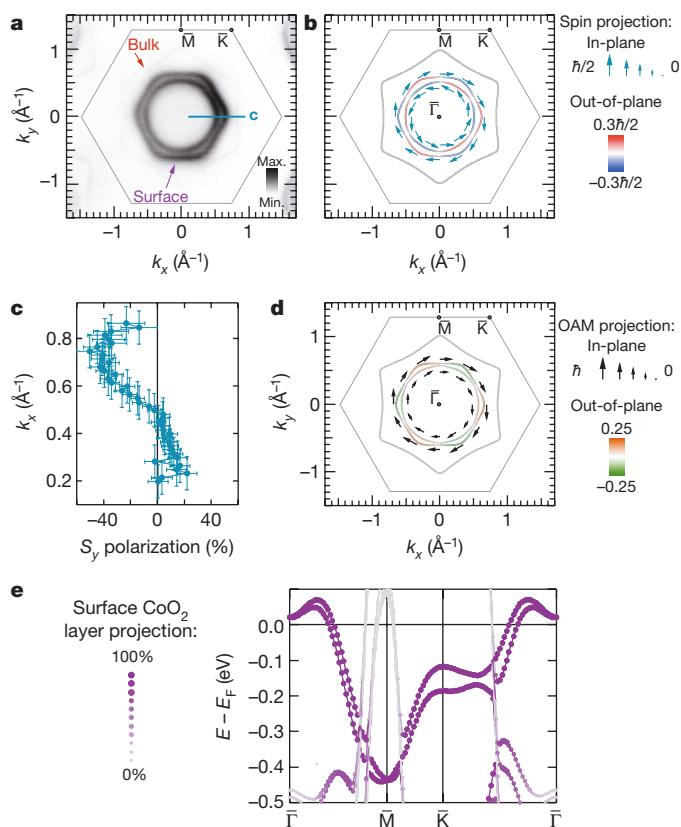 a
M̅ K̅
Bulk
c
Surface
Max.
Min.
1
0
−1
k_y (Å⁻¹)
−1 0 1
k_x (Å⁻¹)
b
M̅ K̅
Γ̅
1
0
−1
−1 0 1
k_x (Å⁻¹)
Spin projection:
In-plane
ħ/2 0
Out-of-plane
0.3ħ/2
−0.3ħ/2
c
0.8
0.6
0.4
0.2
k_x (Å⁻¹)
−40 0 40
S_y polarization (%)
d
M̅ K̅
Γ̅
1
0
−1
k_y (Å⁻¹)
−1 0 1
k_x (Å⁻¹)
OAM projection:
In-plane
ħ 0
Out-of-plane
0.25
−0.25
e
Surface CoO₂
layer projection:
100%
0%
0.0
−0.1
−0.2
−0.3
−0.4
−0.5
E − E_F (eV)
Γ̅ M̅ K̅ Γ̅